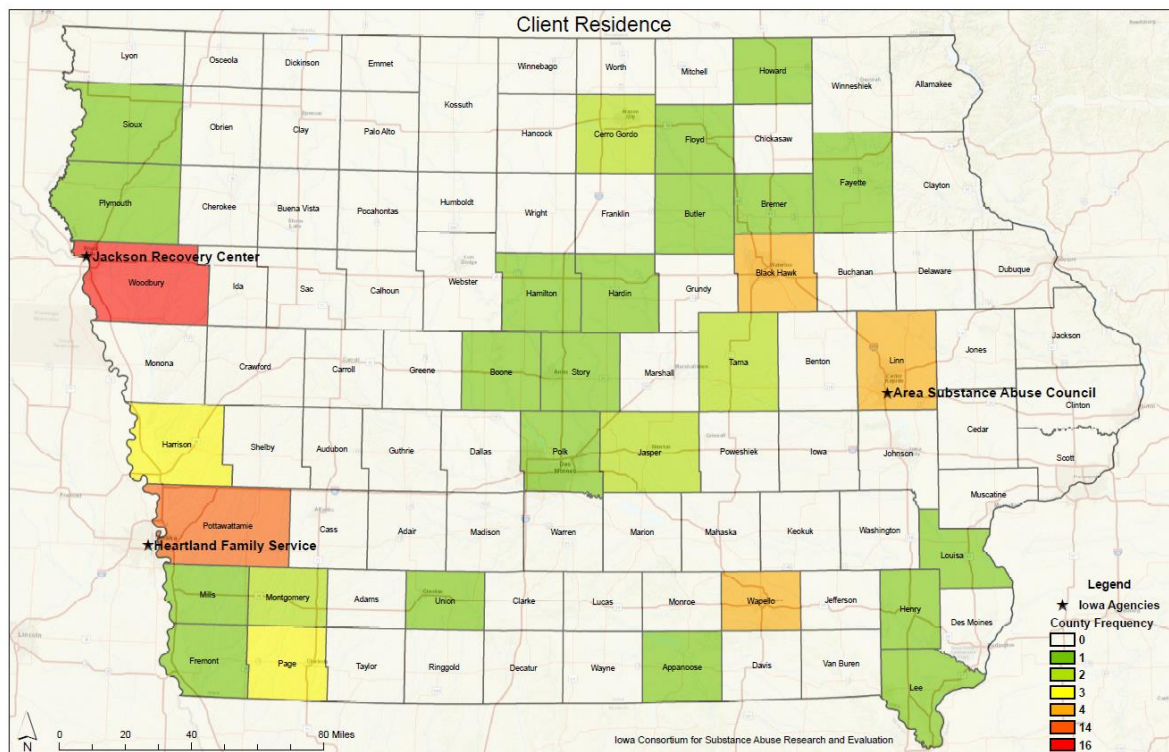 Client Residence
Lyon
Osceola
Dickinson
Emmet
Winnebago
Worth
Mitchell
Howard
Winneshiek
Allamakee
Kossuth
Sioux
Obrien
Clay
Palo Alto
Hancock
Cerro Gordo
Floyd
Chickasaw
Fayette
Clayton
Plymouth
Cherokee
Buena Vista
Pocahontas
Humboldt
Wright
Franklin
Butler
Bremer
Jackson Recovery Center
Woodbury
Ida
Sac
Calhoun
Webster
Hamilton
Hardin
Grundy
Black Hawk
Buchanan
Delaware
Dubuque
Monona
Crawford
Carroll
Greene
Boone
Story
Marshall
Tama
Benton
Linn
Jones
Jackson
Area Substance Abuse Council
Clinton
Cedar
Harrison
Shelby
Audubon
Guthrie
Dallas
Polk
Jasper
Poweshiek
Iowa
Johnson
Scott
Muscatine
Pottawattamie
Cass
Adair
Madison
Warren
Marion
Mahaska
Keokuk
Washington
Heartland Family Service
Louisa
Mills
Montgomery
Adams
Union
Clarke
Lucas
Monroe
Wapello
Jefferson
Henry
Des Moines
Fremont
Page
Taylor
Ringgold
Decatur
Wayne
Appanoose
Davis
Van Buren
Lee
Legend
Iowa Agencies
County Frequency
0
1
2
3
4
14
16
N
0 20 40 80 Miles
Iowa Consortium for Substance Abuse Research and Evaluation